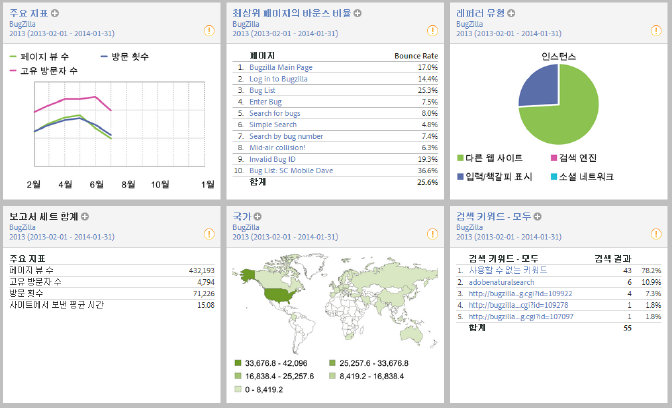 주요 지표
BugZilla
2013 (2013-02-01 - 2014-01-31)
페이지 뷰 수
방문 횟수
고유 방문자 수
2월 4월 6월 8월 10월 1월
최상위 페이지의 바운스 비율
BugZilla
2013 (2013-02-01 - 2014-01-31)
페이지 Bounce Rate
1. Bugzilla Main Page 17.0%
2. Log in to Bugzilla 14.4%
3. Bug List 25.3%
4. Enter Bug 7.5%
5. Search for bugs 8.0%
6. Simple Search 4.8%
7. Search by bug number 7.4%
8. Mid-air collision! 6.3%
9. Invalid Bug ID 19.3%
10. Bug List: SC Mobile Dave 36.6%
합계 25.6%
레퍼러 유형
BugZilla
2013 (2013-02-01 - 2014-01-31)
인스턴스
다른 웹 사이트
검색 엔진
입력/책갈피 표시
소셜 네트워크
보고서 세트 합계
BugZilla
2013 (2013-02-01 - 2014-01-31)
주요 지표
페이지 뷰 수 432,193
고유 방문자 수 4,794
방문 횟수 71,226
사이트에서 보낸 평균 시간 15.08
국가
BugZilla
2013 (2013-02-01 - 2014-01-31)
33,676.8 - 42,096
25,257.6 - 33,676.8
16,838.4 - 25,257.6
8,419.2 - 16,838.4
0 - 8,419.2
검색 키워드 - 모두
BugZilla
2013 (2013-02-01 - 2014-01-31)
검색 키워드 - 모두 검색 결과
1. 사용할 수 없는 키워드 43 78.2%
2. adobenaturalsearch 6 10.9%
3. http://bugzilla...g.cgi?id=109922 4 7.3%
4. http://bugzilla...cgi?id=109278 1 1.8%
5. http://bugzilla...gi?id=107097 1 1.8%
합계 55